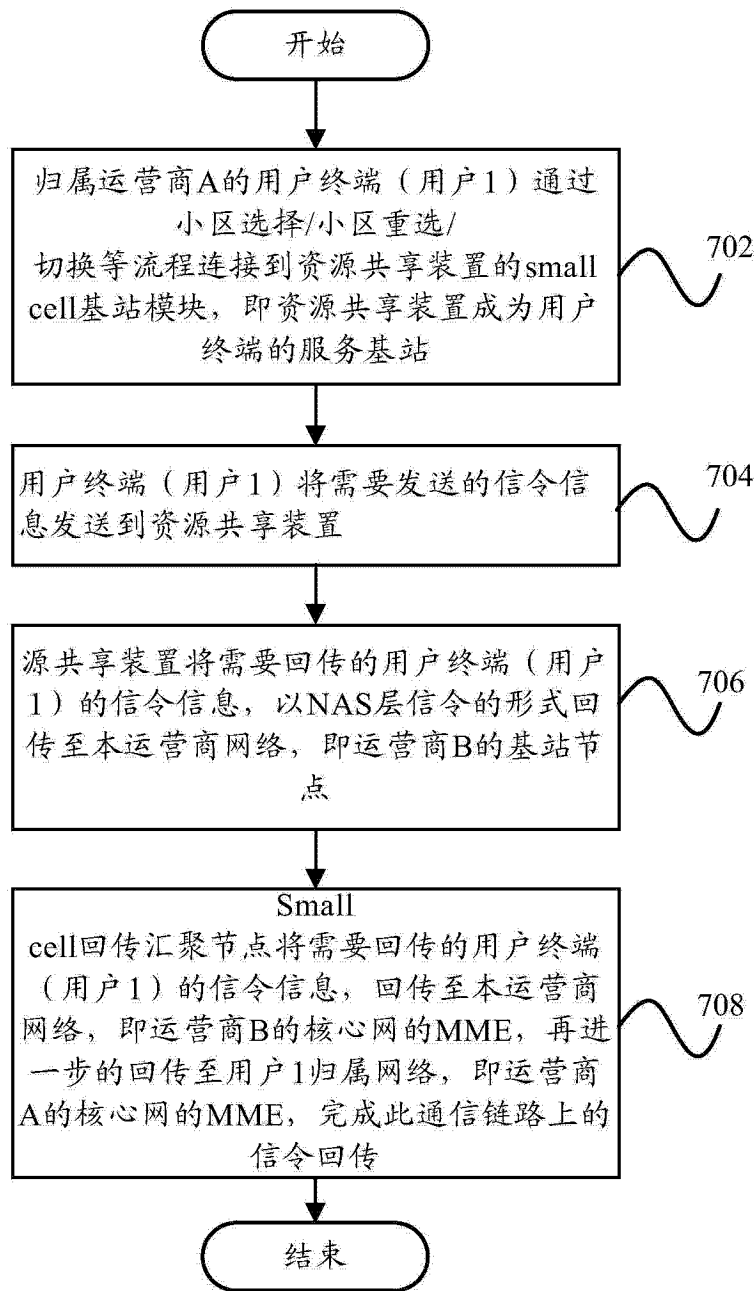 开始
归属运营商A的用户终端（用户1）通过
小区选择/小区重选/
切换等流程连接到资源共享装置的small
cell基站模块，即资源共享装置成为用户
终端的服务基站
702
用户终端（用户1）将需要发送的信令信
息发送到资源共享装置
704
源共享装置将需要回传的用户终端（用户
1）的信令信息，以NAS层信令的形式回
传至本运营商网络，即运营商B的基站节
点
706
Small
cell回传汇聚节点将需要回传的用户终端
（用户1）的信令信息，回传至本运营商
网络，即运营商B的核心网的MME，再进
一步的回传至用户1归属网络，即运营商
A的核心网的MME，完成此通信链路上的
信令回传
708
结束